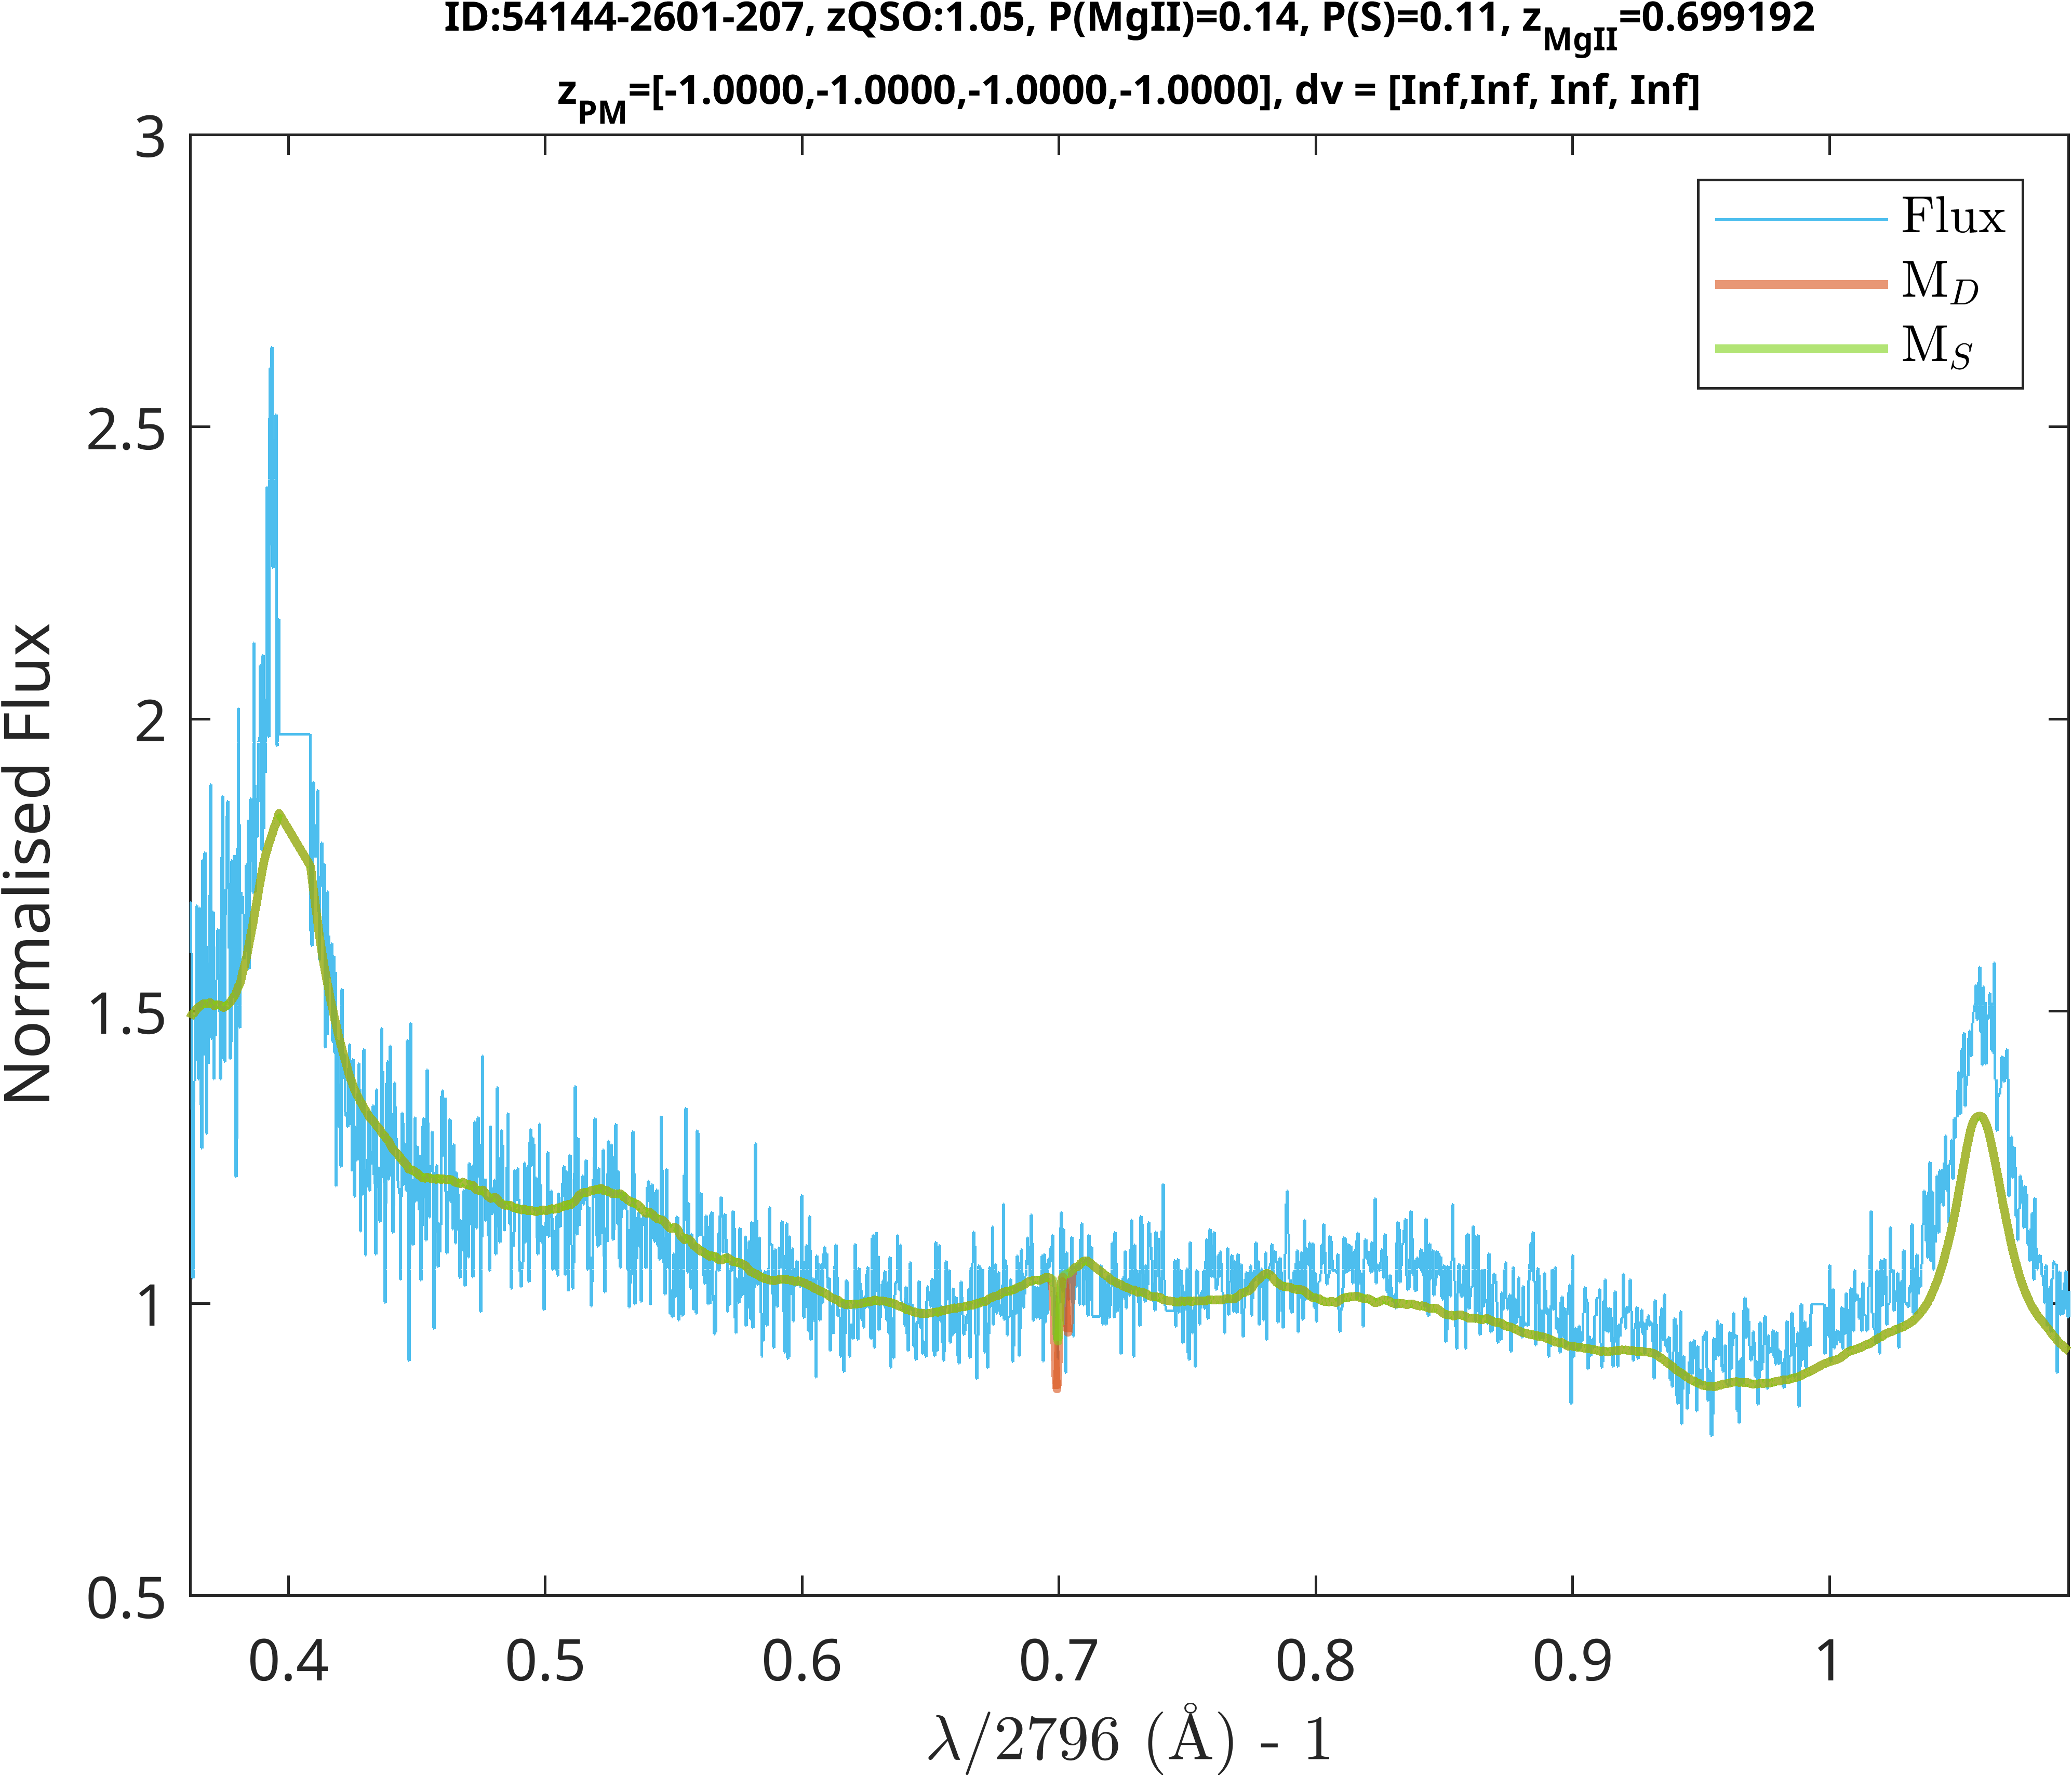 ID:54144-2601-207, zQSO:1.05, P(MgII)=0.14, P(S)=0.11, zMgII=0.699192
zPM=[-1.0000,-1.0000,-1.0000,-1.0000], dv = [Inf,Inf, Inf, Inf]
3
2.5
2
1.5
1
0.5
Normalised Flux
Flux
MD
MS
0.4 0.5 0.6 0.7 0.8 0.9 1
λ/2796 (Å) - 1